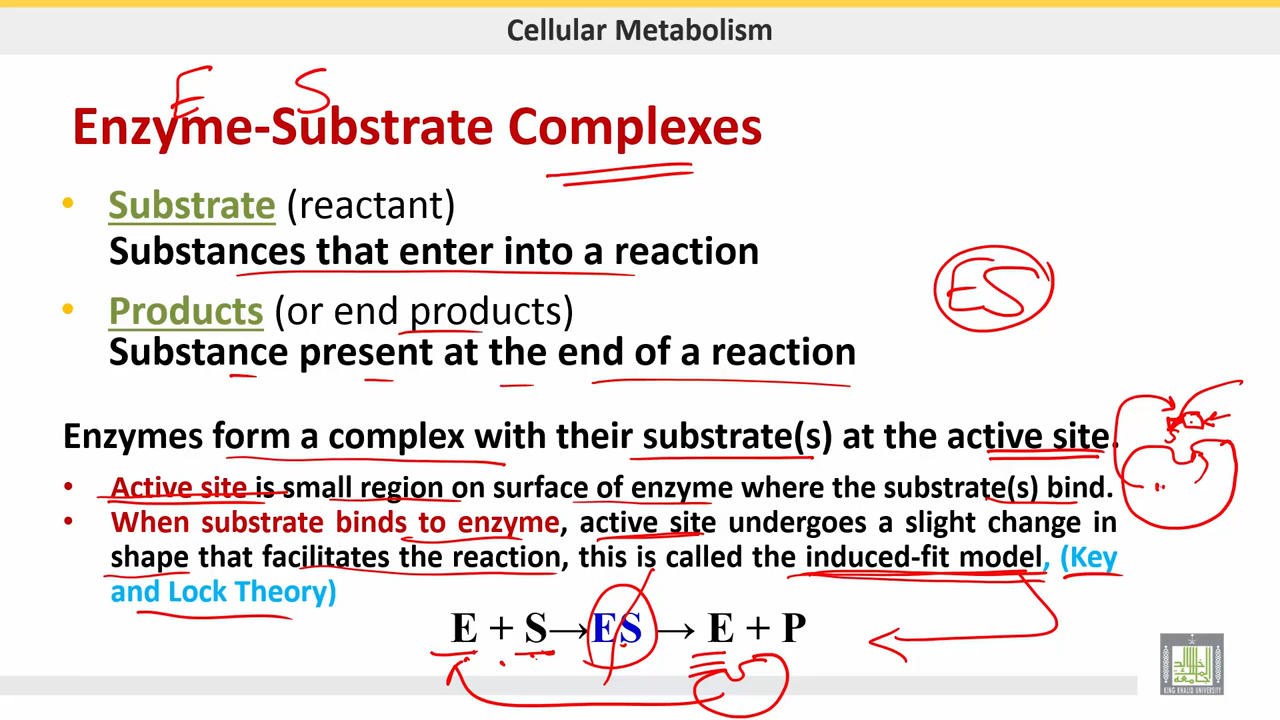 Cellular Metabolism
E S
Enzyme-Substrate Complexes
• Substrate (reactant)
Substances that enter into a reaction
ES
• Products (or end products)
Substance present at the end of a reaction
Enzymes form a complex with their substrate(s) at the active site.
• Active site is small region on surface of enzyme where the substrate(s) bind.
• When substrate binds to enzyme, active site undergoes a slight change in
shape that facilitates the reaction, this is called the induced-fit model, (Key
and Lock Theory)
E + S→ES → E + P
KING KHALID UNIVERSITY